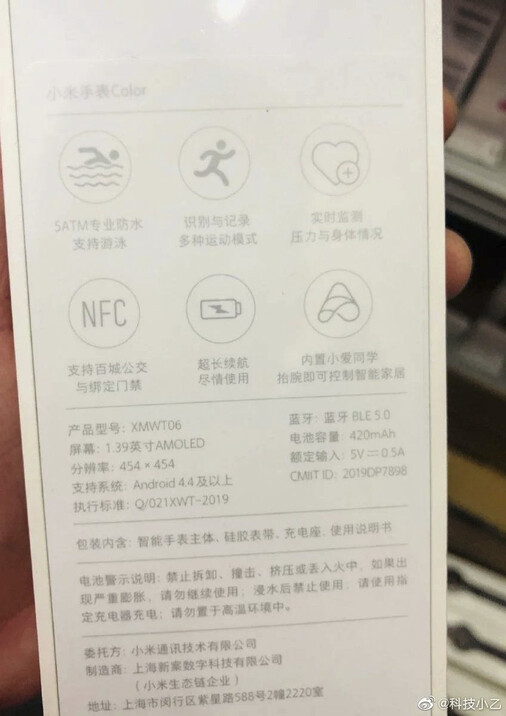 小米手表Color
5ATM专业防水
支持游泳
识别与记录
多种运动模式
实时监测
压力与身体情况
NFC
支持百城公交
与绑定门禁
超长续航
尽情使用
内置小爱同学
抬腕即可控制智能家居
产品型号: XMWT06
屏幕: 1.39英寸AMOLED
分辨率: 454 × 454
支持系统: Android 4.4 及以上
执行标准: Q/021XWT-2019
蓝牙: 蓝牙 BLE 5.0
电池容量: 420mAh
额定输入: 5V⎓0.5A
CMIIT ID: 2019DP7898
包装内含: 智能手表主体、硅胶表带、充电座、使用说明书
电池警示说明: 禁止拆卸、撞击、挤压或丢入火中, 如果出
现严重膨胀, 请勿继续使用; 浸水后禁止使用; 请使用指
定充电器充电; 请勿置于高温环境中。
委托方: 小米通讯技术有限公司
制造商: 上海新案数字科技有限公司
(小米生态链企业)
地址: 上海市闵行区紫星路588号2幢2220室
@科技小乙